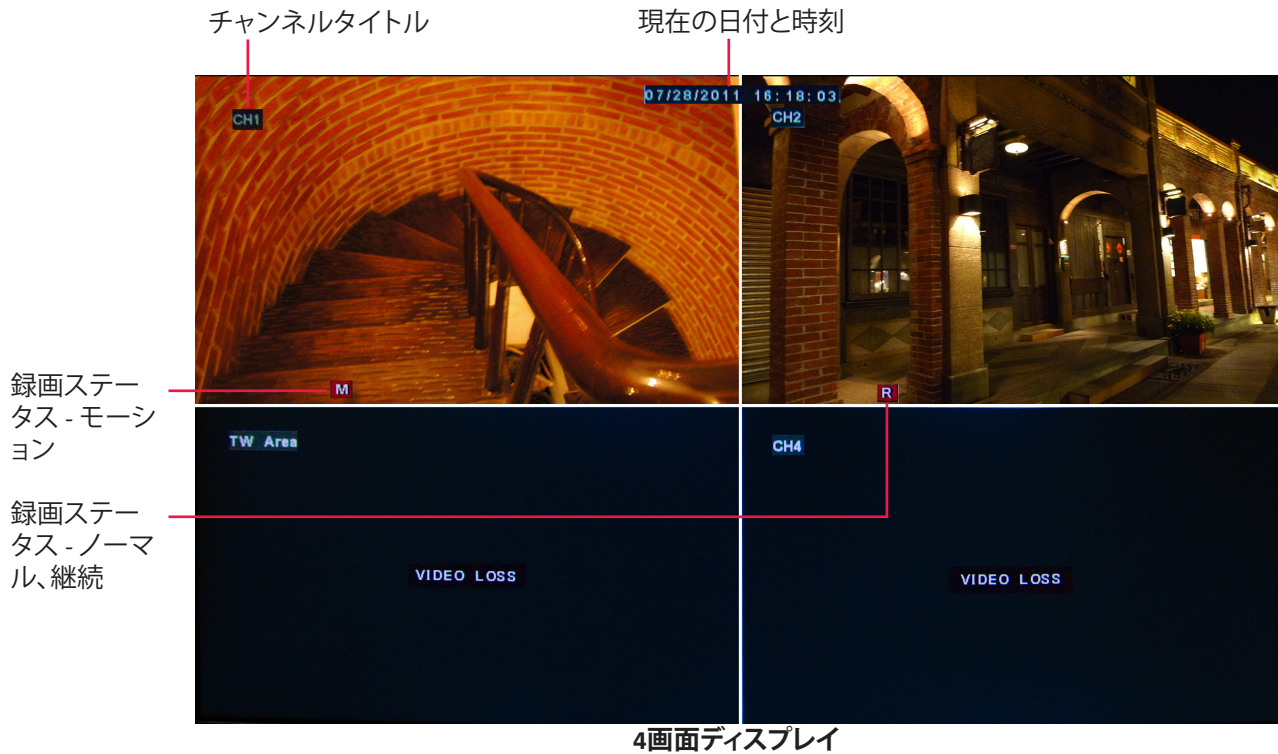 チャンネルタイトル
現在の日付と時刻
07/28/2011 16:18:03
CH1
CH2
録画ステー
タス - モーシ
ョン
M
R
TW Area
CH4
録画ステー
タス - ノーマ
ル、継続
VIDEO LOSS
VIDEO LOSS
4画面ディスプレイ